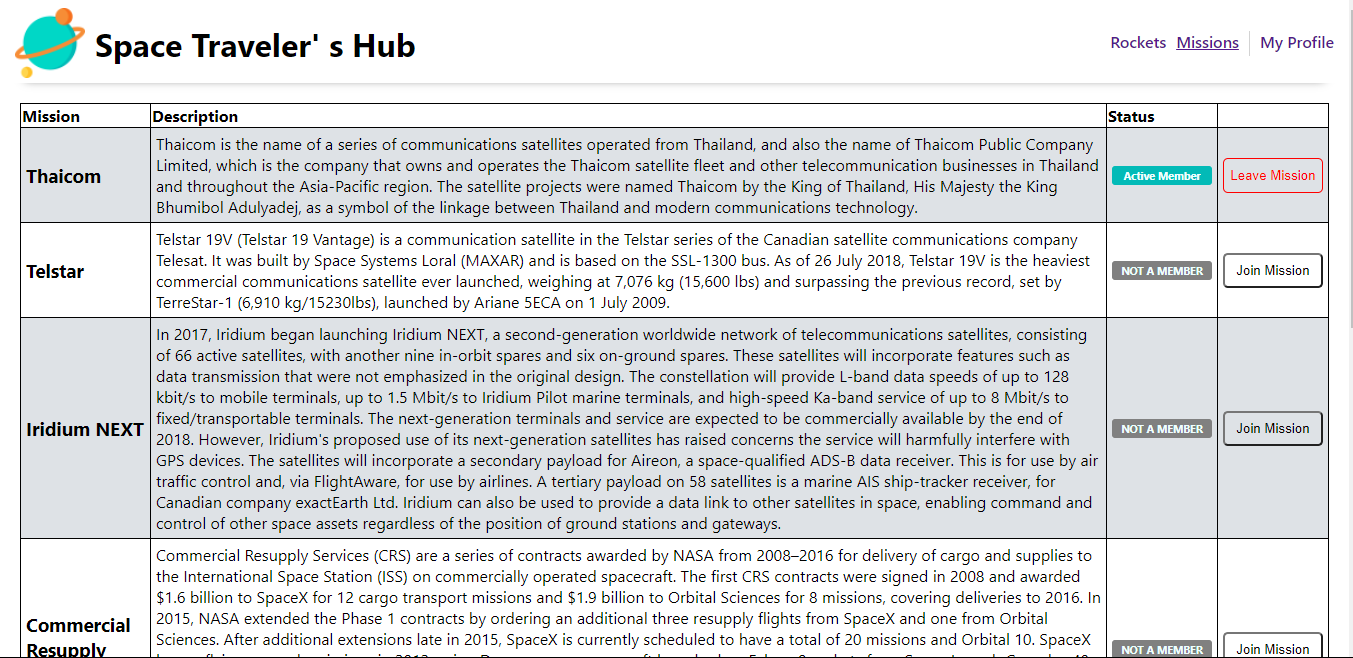 Space Traveler' s Hub
Rockets Missions My Profile
Mission Description Status
Thaicom
Thaicom is the name of a series of communications satellites operated from Thailand, and also the name of Thaicom Public Company
Limited, which is the company that owns and operates the Thaicom satellite fleet and other telecommunication businesses in Thailand
and throughout the Asia-Pacific region. The satellite projects were named Thaicom by the King of Thailand, His Majesty the King
Bhumibol Adulyadej, as a symbol of the linkage between Thailand and modern communications technology.
Active Member
Leave Mission
Telstar
Telstar 19V (Telstar 19 Vantage) is a communication satellite in the Telstar series of the Canadian satellite communications company
Telesat. It was built by Space Systems Loral (MAXAR) and is based on the SSL-1300 bus. As of 26 July 2018, Telstar 19V is the heaviest
commercial communications satellite ever launched, weighing at 7,076 kg (15,600 lbs) and surpassing the previous record, set by
TerreStar-1 (6,910 kg/15230lbs), launched by Ariane 5ECA on 1 July 2009.
NOT A MEMBER
Join Mission
Iridium NEXT
In 2017, Iridium began launching Iridium NEXT, a second-generation worldwide network of telecommunications satellites, consisting
of 66 active satellites, with another nine in-orbit spares and six on-ground spares. These satellites will incorporate features such as
data transmission that were not emphasized in the original design. The constellation will provide L-band data speeds of up to 128
kbit/s to mobile terminals, up to 1.5 Mbit/s to Iridium Pilot marine terminals, and high-speed Ka-band service of up to 8 Mbit/s to
fixed/transportable terminals. The next-generation terminals and service are expected to be commercially available by the end of
2018. However, Iridium's proposed use of its next-generation satellites has raised concerns the service will harmfully interfere with
GPS devices. The satellites will incorporate a secondary payload for Aireon, a space-qualified ADS-B data receiver. This is for use by air
traffic control and, via FlightAware, for use by airlines. A tertiary payload on 58 satellites is a marine AIS ship-tracker receiver, for
Canadian company exactEarth Ltd. Iridium can also be used to provide a data link to other satellites in space, enabling command and
control of other space assets regardless of the position of ground stations and gateways.
NOT A MEMBER
Join Mission
Commercial
Resupply
Commercial Resupply Services (CRS) are a series of contracts awarded by NASA from 2008–2016 for delivery of cargo and supplies to
the International Space Station (ISS) on commercially operated spacecraft. The first CRS contracts were signed in 2008 and awarded
$1.6 billion to SpaceX for 12 cargo transport missions and $1.9 billion to Orbital Sciences for 8 missions, covering deliveries to 2016. In
2015, NASA extended the Phase 1 contracts by ordering an additional three resupply flights from SpaceX and one from Orbital
Sciences. After additional extensions late in 2015, SpaceX is currently scheduled to have a total of 20 missions and Orbital 10. SpaceX
NOT A MEMBER
Join Mission